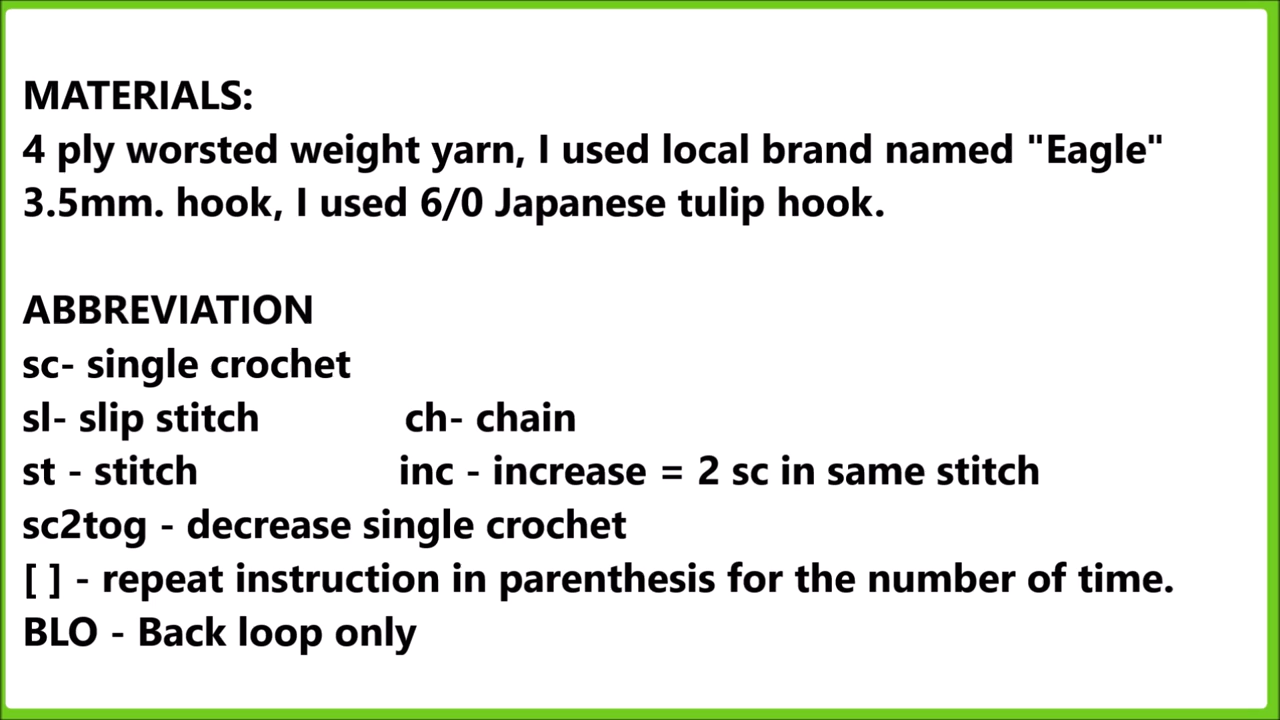 MATERIALS:
4 ply worsted weight yarn, I used local brand named "Eagle"
3.5mm. hook, I used 6/0 Japanese tulip hook.
ABBREVIATION
sc- single crochet
sl- slip stitch ch- chain
st - stitch inc - increase = 2 sc in same stitch
sc2tog - decrease single crochet
[ ] - repeat instruction in parenthesis for the number of time.
BLO - Back loop only